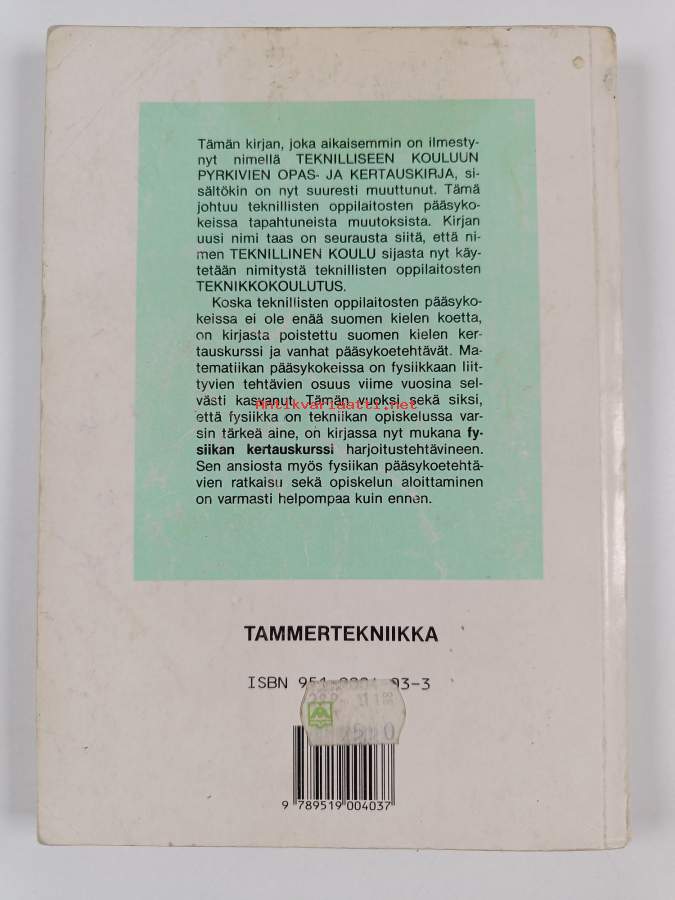 Tämän kirjan, joka aikaisemmin on ilmesty-
nyt nimellä TEKNILLISEEN KOULUUN
PYRKIVIEN OPAS- JA KERTAUSKIRJA, si-
sältökin on nyt suuresti muuttunut. Tämä
johtuu teknillisten oppilaitosten pääsyko-
keissa tapahtuneista muutoksista. Kirjan
uusi nimi taas on seurausta siitä, että ni-
men TEKNILLINEN KOULU sijasta nyt käy-
tetään nimitystä teknillisten oppilaitosten
TEKNIKKOKOULUTUS.
Koska teknillisten oppilaitosten pääsyko-
keissa ei ole enää suomen kielen koetta,
on kirjasta poistettu suomen kielen ker-
tauskurssi ja vanhat pääsykoetehtävät. Ma-
tematiikan pääsykokeissa on fysiikkaan liit-
tyvien tehtävien osuus viime vuosina sel-
västi kasvanut. Tämän vuoksi sekä siksi,
Antikvariaatti.net
että fysiikka on tekniikan opiskelussa var-
sin tärkeä aine, on kirjassa nyt mukana fy-
siikan kertauskurssi harjoitustehtävineen.
Sen ansiosta myös fysiikan pääsykoetehtä-
vien ratkaisu sekä opiskelun aloittaminen
on varmasti helpompaa kuin ennen.
TAMMERTEKNIIKKA
ISBN 03-3
9 789519 004037